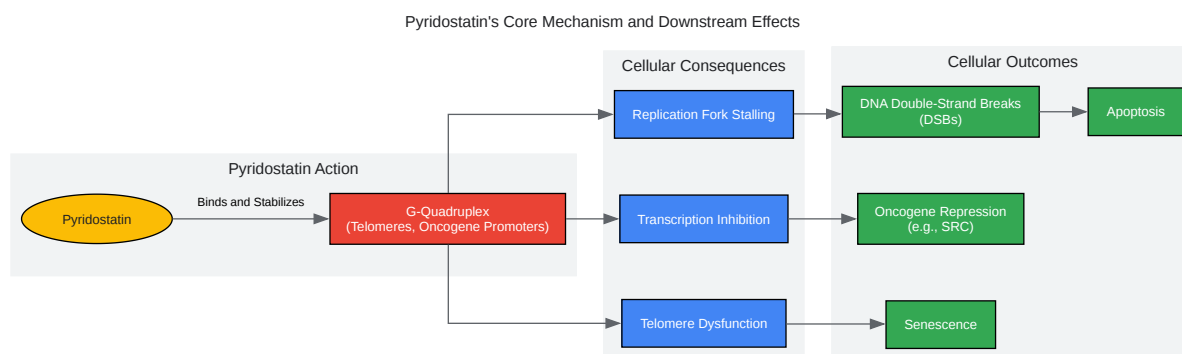 Pyridostatin's Core Mechanism and Downstream Effects
Cellular Consequences
Cellular Outcomes
Replication Fork Stalling
DNA Double-Strand Breaks
(DSBs)
Apoptosis
Pyridostatin Action
Pyridostatin
Binds and Stabilizes
G-Quadruplex
(Telomeres, Oncogene Promoters)
Transcription Inhibition
Oncogene Repression
(e.g., SRC)
Telomere Dysfunction
Senescence